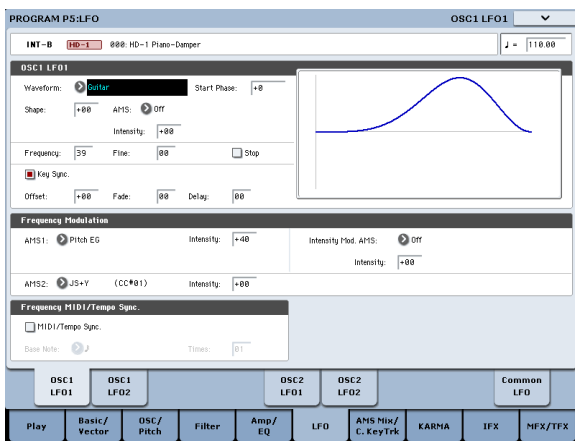 PROGRAM P5:LFO OSC1 LFO1
INT-B HD-1 000: HD-1 Piano-Damper ♩ = 110.00
OSC1 LFO1
Waveform: Guitar Start Phase: +0
Shape: +00 AMS: Off
Intensity: +00
Frequency: 39 Fine: 00 Stop
Key Sync.
Offset: +00 Fade: 00 Delay: 00
Frequency Modulation
AMS1: Pitch EG Intensity: +40 Intensity Mod. AMS: Off
Intensity: +00
AMS2: JS+Y (CC#01) Intensity: +00
Frequency MIDI/Tempo Sync.
MIDI/Tempo Sync.
Base Note: ♪ Times: 01
OSC1 LFO1 OSC1 LFO2 OSC2 LFO1 OSC2 LFO2 Common LFO
Play Basic/Vector OSC/Pitch Filter Amp/EQ LFO AMS Mix/C.KeyTrk KARMA IFX MFX/TFX